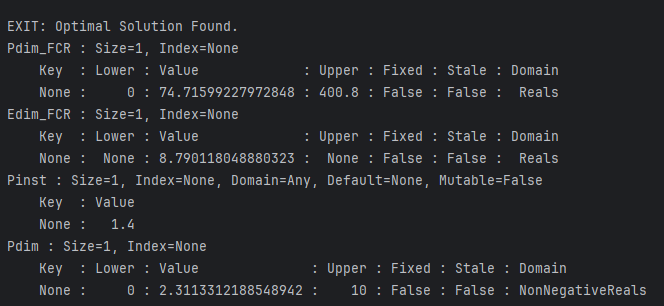 EXIT: Optimal Solution Found.
Pdim_FCR : Size=1, Index=None
    Key  : Lower : Value             : Upper : Fixed : Stale : Domain
    None :     0 : 74.71599227972848 : 400.8 : False : False :  Reals
Edim_FCR : Size=1, Index=None
    Key  : Lower : Value             : Upper : Fixed : Stale : Domain
    None :  None : 8.790118048880323 :  None : False : False :  Reals
Pinst : Size=1, Index=None, Domain=Any, Default=None, Mutable=False
    Key  : Value
    None :   1.4
Pdim : Size=1, Index=None
    Key  : Lower : Value              : Upper : Fixed : Stale : Domain
    None :     0 : 2.3113312188548942 :    10 : False : False : NonNegativeReals